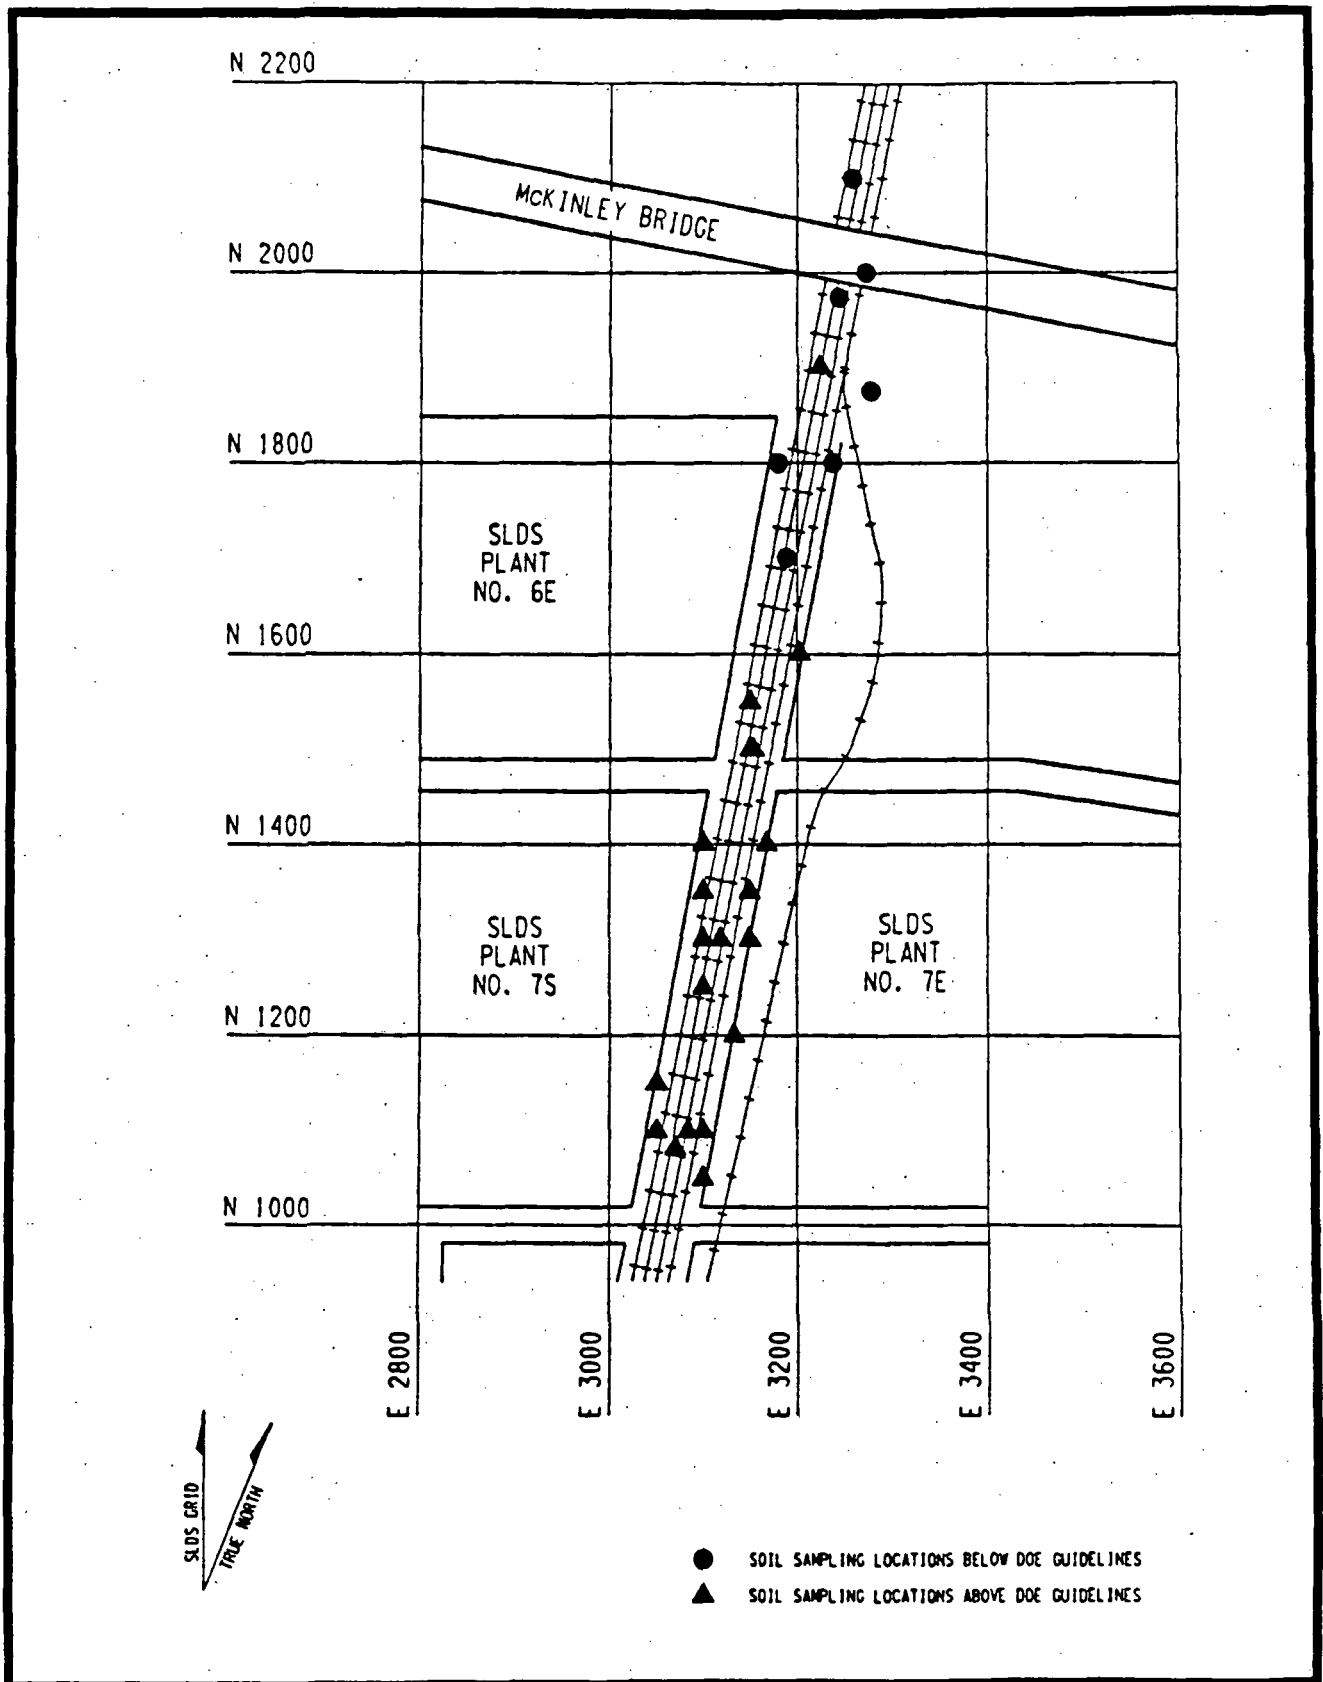 N 2200
McKINLEY BRIDGE
N 2000
N 1800
SLDS
PLANT
NO. 6E
N 1600
N 1400
SLDS
PLANT
NO. 7S
SLDS
PLANT
NO. 7E
N 1200
N 1000
E 2800
E 3000
E 3200
E 3400
E 3600
SLDS GRID
TRUE NORTH
SOIL SAMPLING LOCATIONS BELOW DOE GUIDELINES
SOIL SAMPLING LOCATIONS ABOVE DOE GUIDELINES